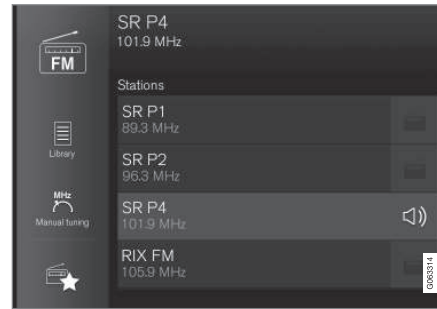 FM
SR P4
101.9 MHz
Stations
SR P1
89.3 MHz
Library
SR P2
96.3 MHz
MHz
Manual tuning
SR P4
101.9 MHz
RIX FM
105.9 MHz
G063314